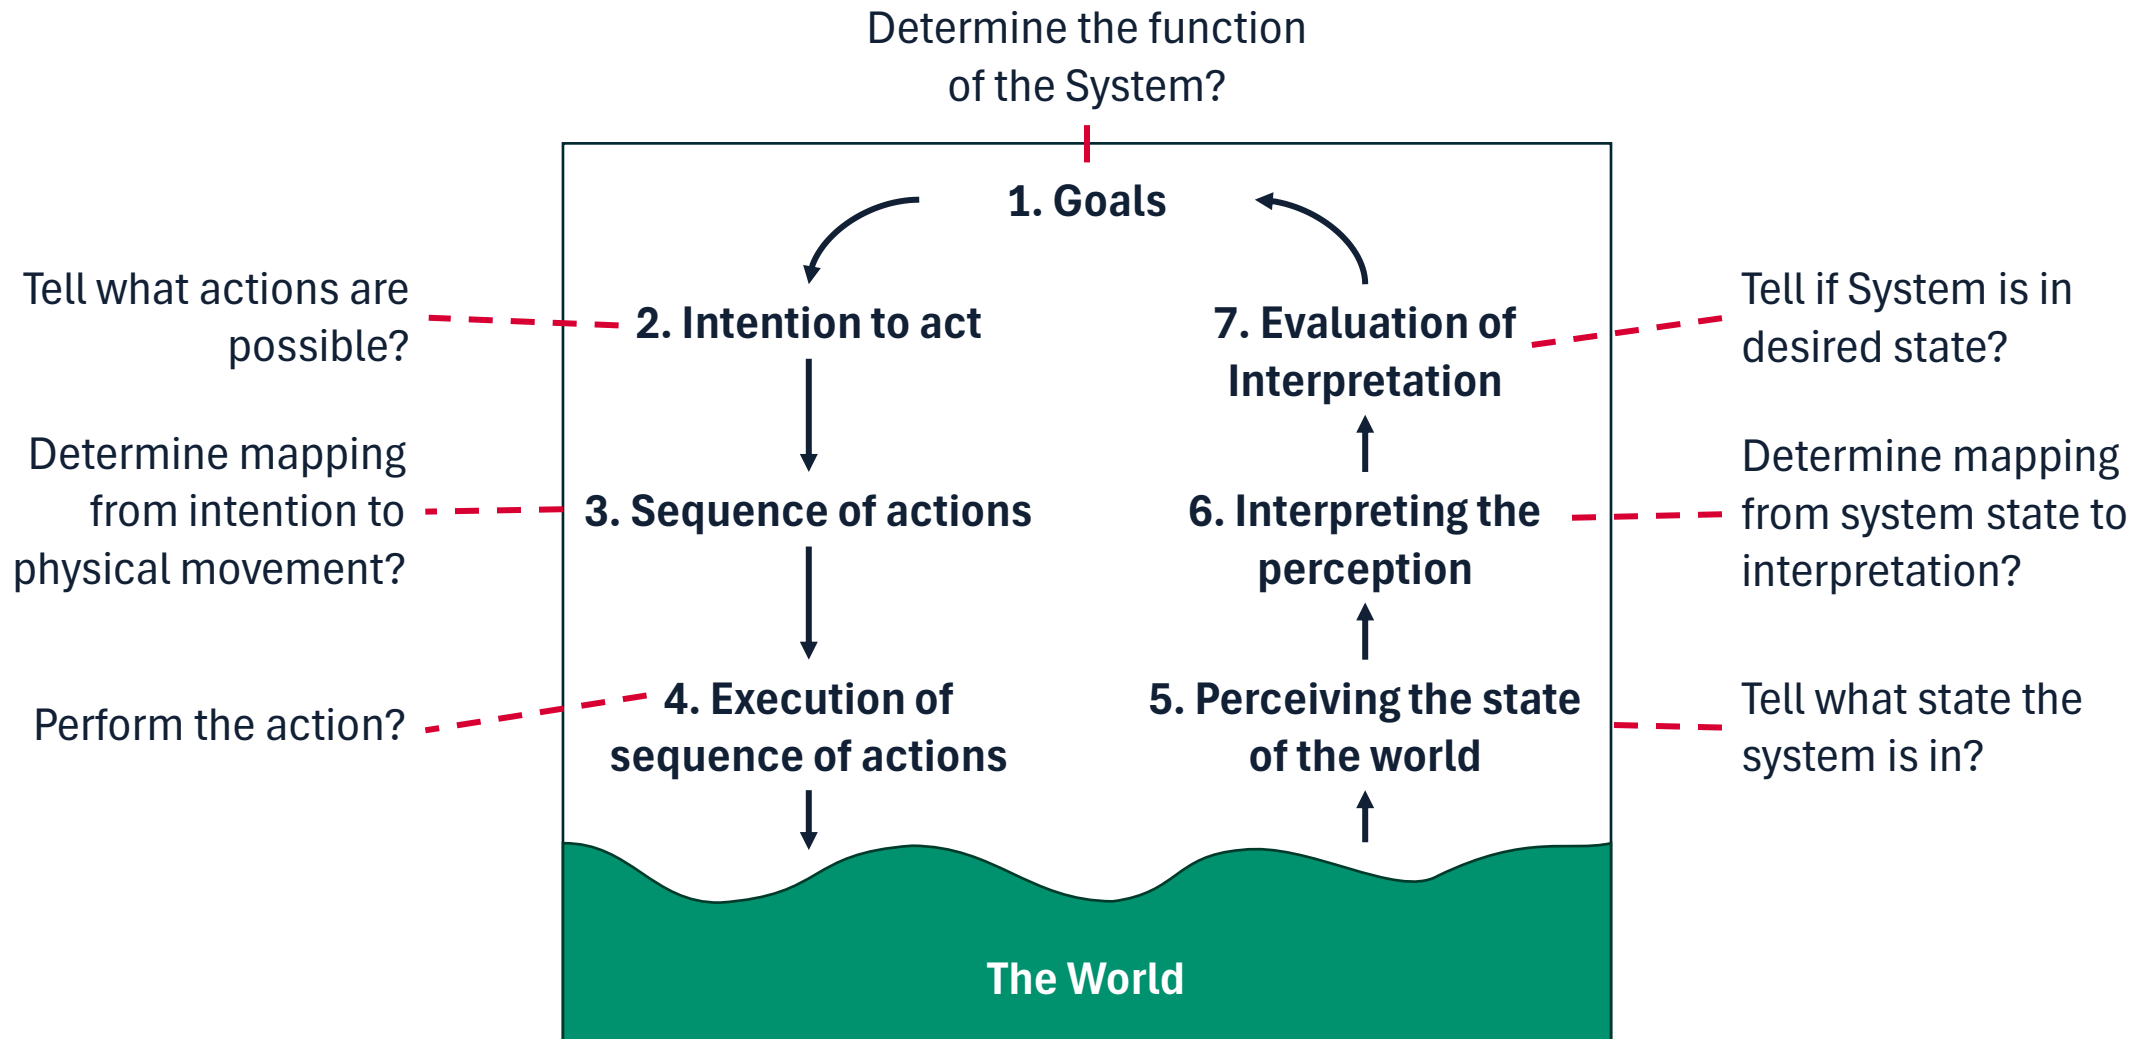 Determine the function
of the System?
1. Goals
Tell what actions are
possible?
2. Intention to act
7. Evaluation of
Interpretation
Tell if System is in
desired state?
Determine mapping
from intention to
physical movement?
3. Sequence of actions
6. Interpreting the
perception
Determine mapping
from system state to
interpretation?
Perform the action?
4. Execution of
sequence of actions
5. Perceiving the state
of the world
Tell what state the
system is in?
The World